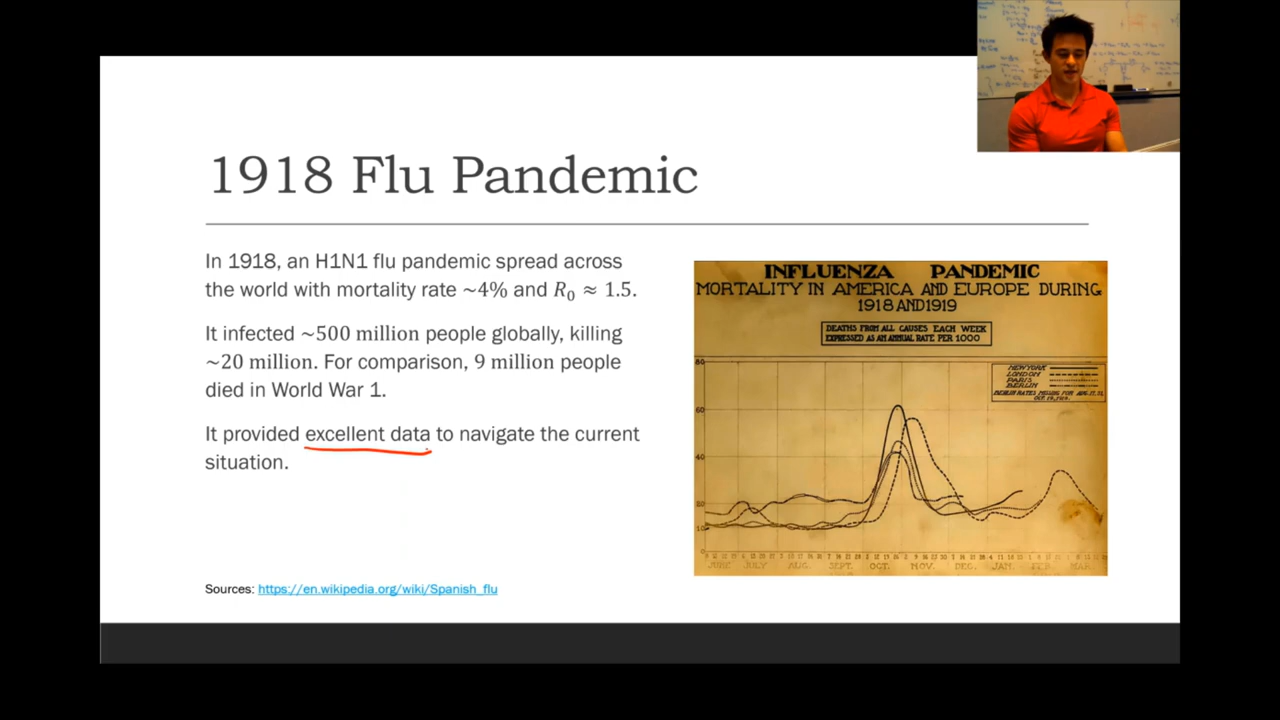 1918 Flu Pandemic
In 1918, an H1N1 flu pandemic spread across
the world with mortality rate ~4% and R₀ ≈ 1.5.
It infected ~500 million people globally, killing
~20 million. For comparison, 9 million people
died in World War 1.
It provided excellent data to navigate the current
situation.
Sources: https://en.wikipedia.org/wiki/Spanish_flu
INFLUENZA PANDEMIC
MORTALITY IN AMERICA AND EUROPE DURING
1918 AND 1919
DEATHS FROM ALL CAUSES EACH WEEK
EXPRESSED AS AN ANNUAL RATE PER 1000
NEW YORK
LONDON
PARIS
BERLIN
80
60
40
20
10
0
JUNE JULY AUG. SEPT. OCT. NOV. DEC. JAN. FEB. MAR.